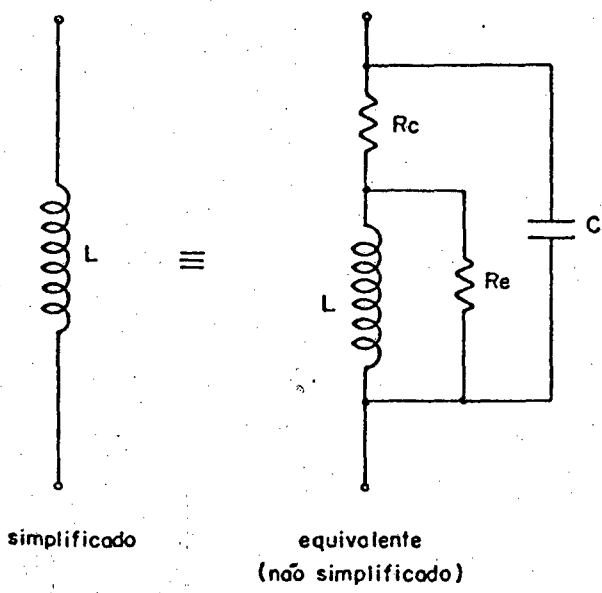 Rc
C
L
≡
L
Re
simplificado
equivalente
(não simplificado)